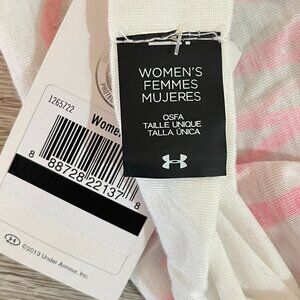 WOMEN'S
FEMMES
MUJERES
OSFA
TAILLE UNIQUE
TALLA ÚNICA
1265722
Women
8 88728 22137 8
©2013 Under Armour, Inc.